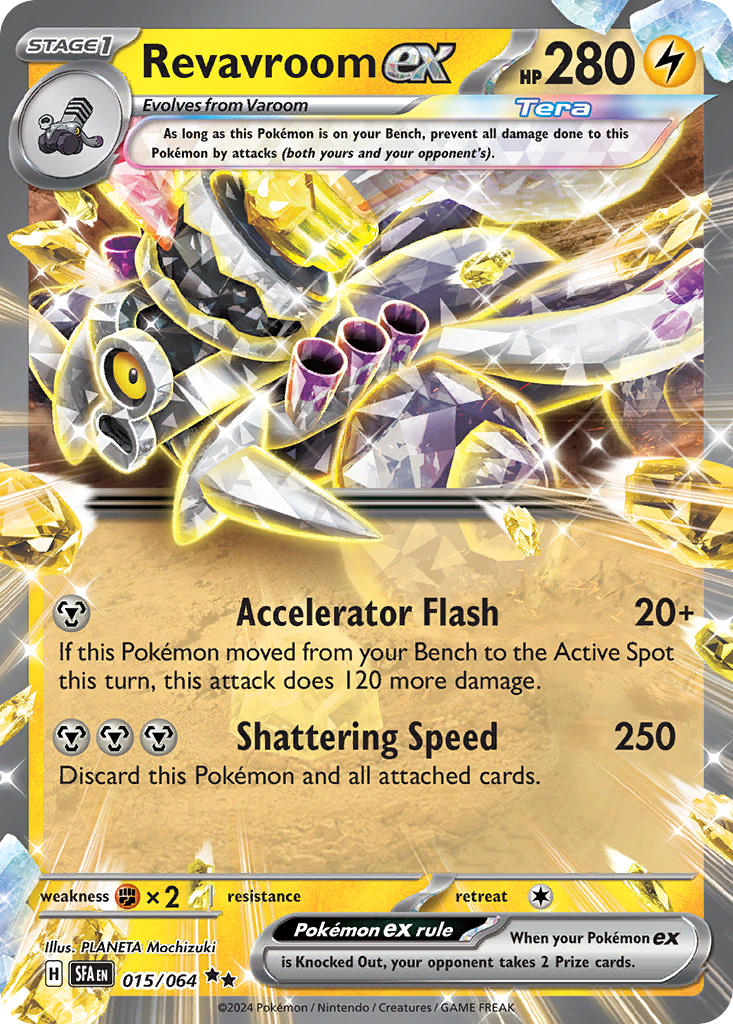 STAGE1
Revavroom ex
HP 280
Evolves from Varoom
Tera
As long as this Pokémon is on your Bench, prevent all damage done to this
Pokémon by attacks (both yours and your opponent's).
Accelerator Flash 20+
If this Pokémon moved from your Bench to the Active Spot
this turn, this attack does 120 more damage.
Shattering Speed 250
Discard this Pokémon and all attached cards.
weakness ×2 resistance retreat
Illus. PLANETA Mochizuki
Pokémon ex rule
When your Pokémon ex
is Knocked Out, your opponent takes 2 Prize cards.
H SFA EN 015/064 ★★
©2024 Pokémon / Nintendo / Creatures / GAME FREAK